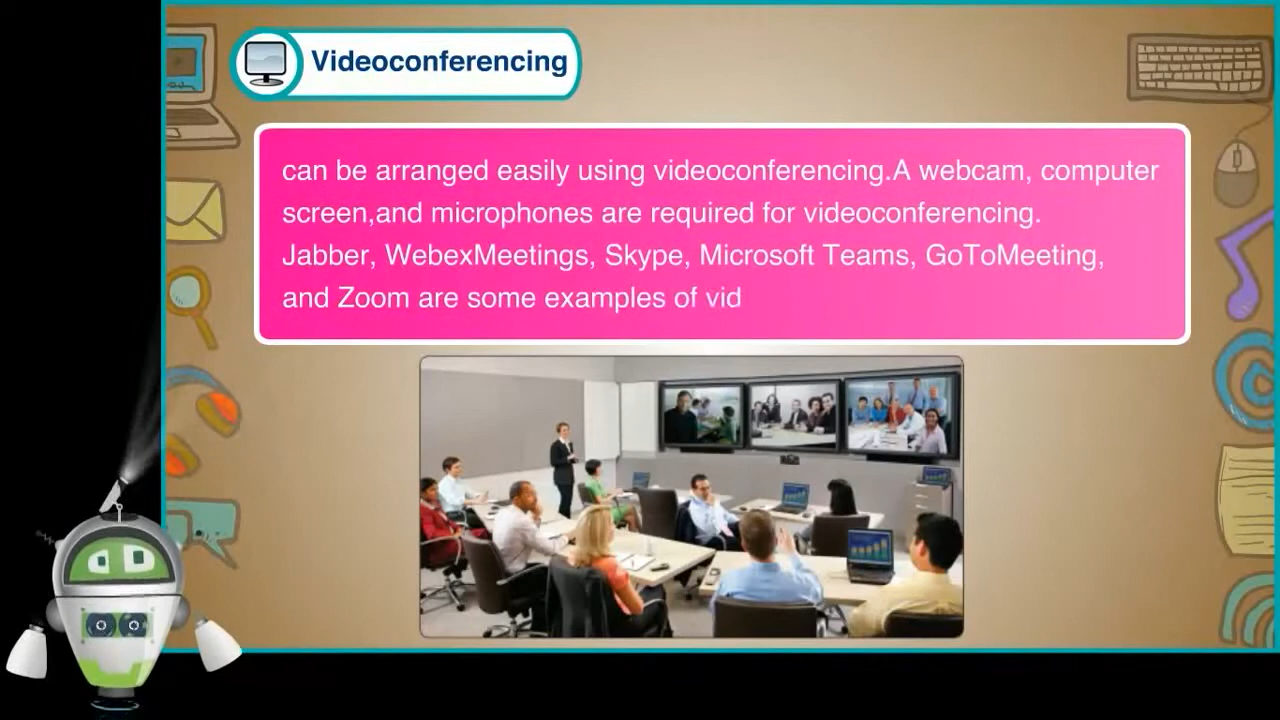 Videoconferencing
can be arranged easily using videoconferencing.A webcam, computer
screen,and microphones are required for videoconferencing.
Jabber, WebexMeetings, Skype, Microsoft Teams, GoToMeeting,
and Zoom are some examples of vid